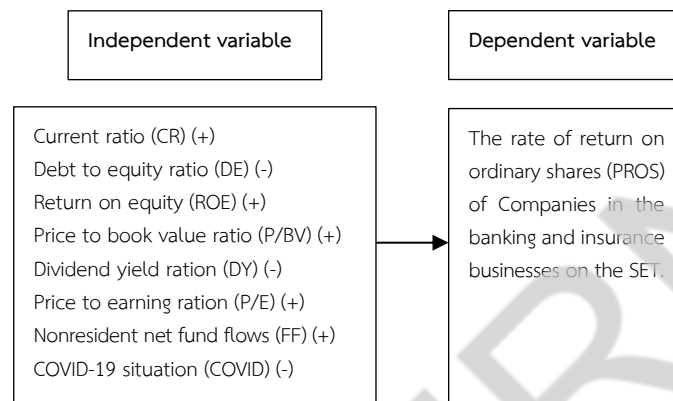 Independent variable
Dependent variable
Current ratio (CR) (+)
Debt to equity ratio (DE) (-)
Return on equity (ROE) (+)
Price to book value ratio (P/BV) (+)
Dividend yield ration (DY) (-)
Price to earning ration (P/E) (+)
Nonresident net fund flows (FF) (+)
COVID-19 situation (COVID) (-)
The rate of return on
ordinary shares (PROS)
of Companies in the
banking and insurance
businesses on the SET.